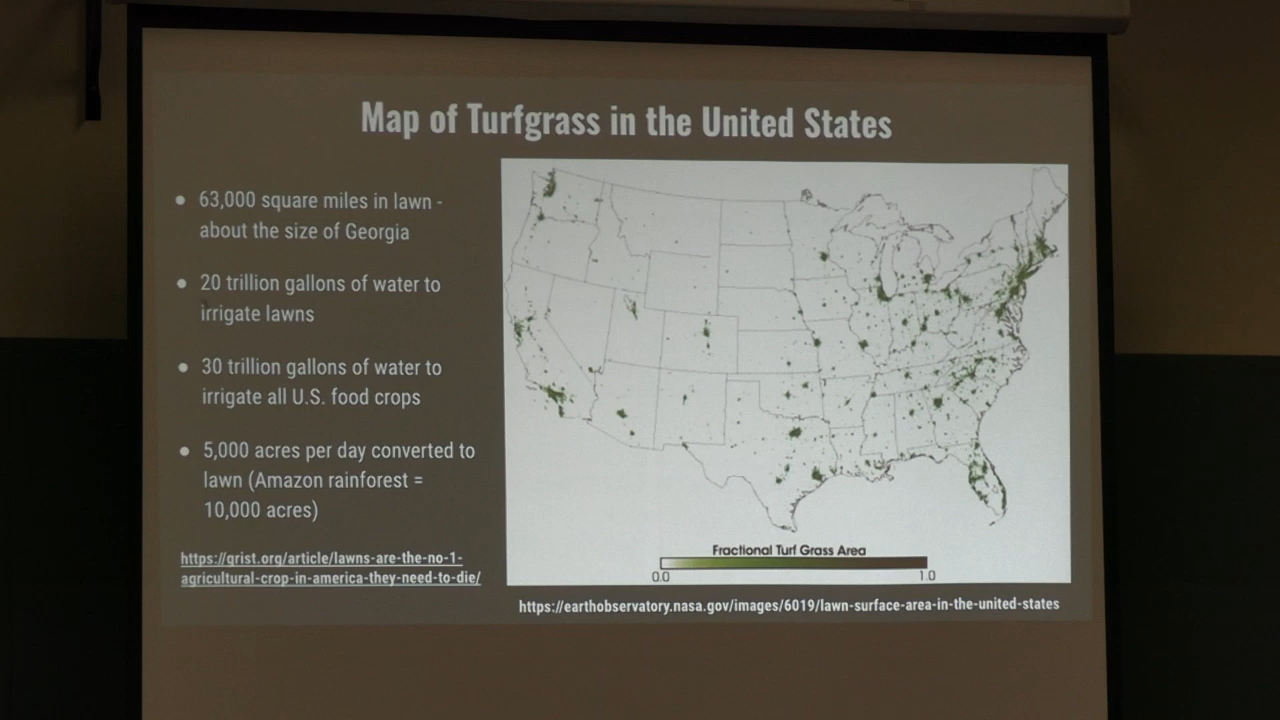 Map of Turfgrass in the United States
● 63,000 square miles in lawn -
about the size of Georgia
● 20 trillion gallons of water to
irrigate lawns
● 30 trillion gallons of water to
irrigate all U.S. food crops
● 5,000 acres per day converted to
lawn (Amazon rainforest =
10,000 acres)
https://grist.org/article/lawns-are-the-no-1-
agricultural-crop-in-america-they-need-to-die/
Fractional Turf Grass Area
0.0 1.0
https://earthobservatory.nasa.gov/images/6019/lawn-surface-area-in-the-united-states